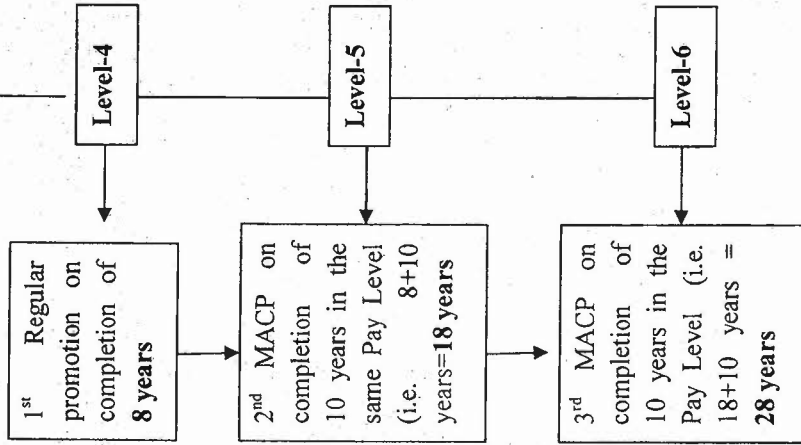 1st Regular
promotion on
completion of
8 years
Level-4
2nd MACP on
completion of
10 years in the
same Pay Level
(i.e. 8+10
years=18 years
Level-5
3rd MACP on
completion of
10 years in the
Pay Level (i.e.
18+10 years =
28 years
Level-6